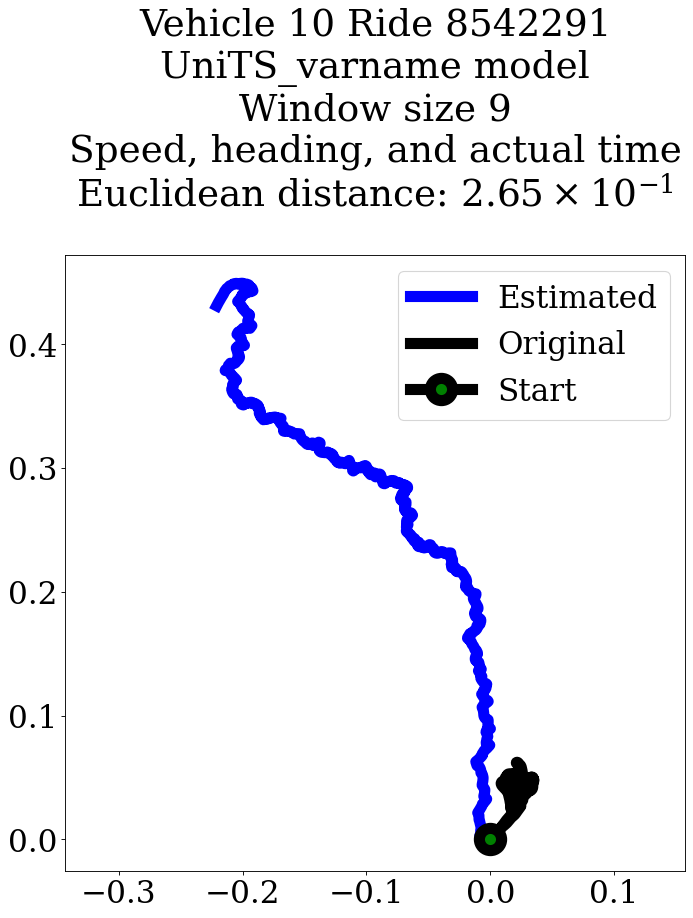 Vehicle 10 Ride 8542291
UniTS_varname model
Window size 9
Speed, heading, and actual time
Euclidean distance: 2.65 × 10⁻¹
Estimated
Original
Start
0.4
0.3
0.2
0.1
0.0
−0.3 −0.2 −0.1 0.0 0.1